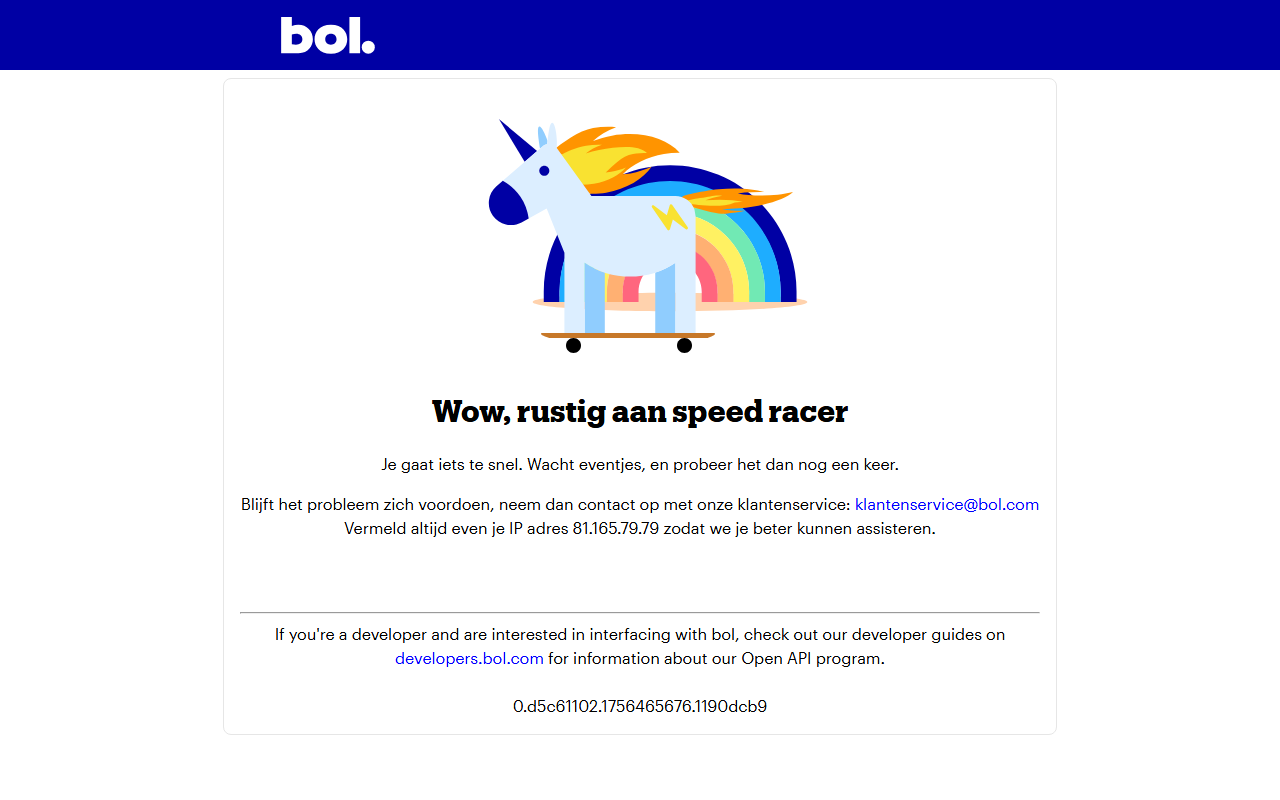 bol.
Wow, rustig aan speed racer
Je gaat iets te snel. Wacht eventjes, en probeer het dan nog een keer.
Blijft het probleem zich voordoen, neem dan contact op met onze klantenservice: klantenservice@bol.com
Vermeld altijd even je IP adres 81.165.79.79 zodat we je beter kunnen assisteren.
If you're a developer and are interested in interfacing with bol, check out our developer guides on
developers.bol.com for information about our Open API program.
0.d5c61102.1756465676.1190dcb9